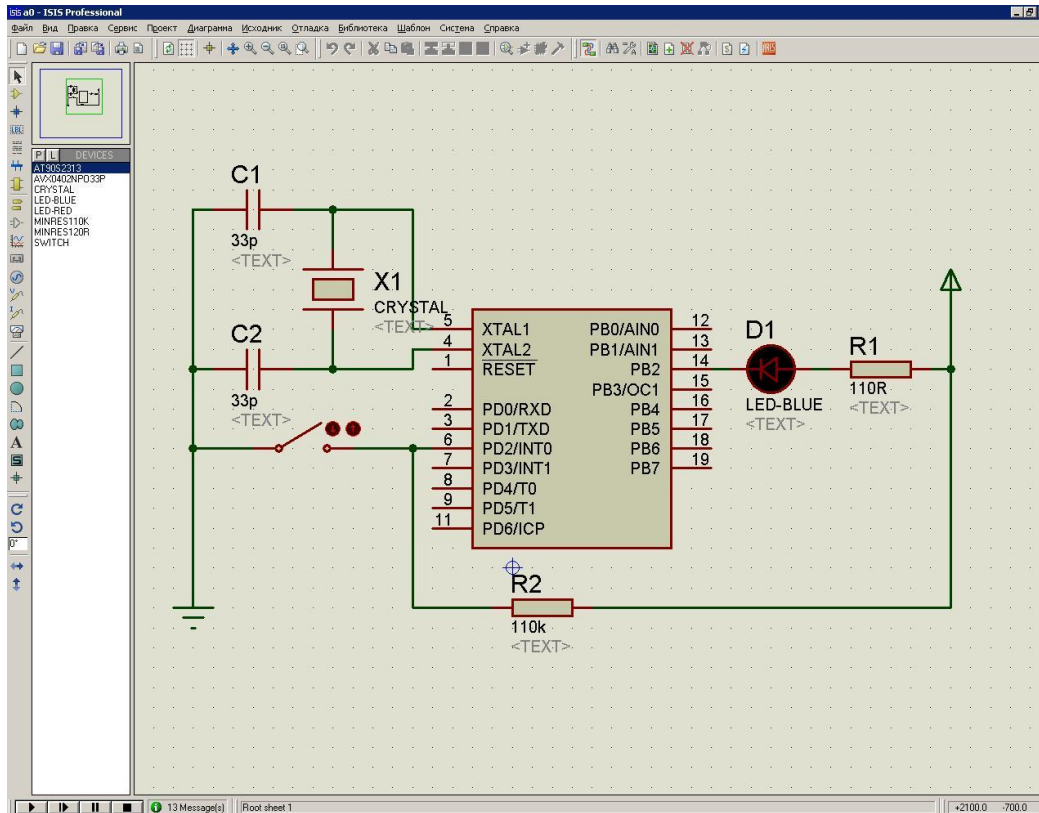 ISIS a0 - ISIS Professional
Файл Вид Правка Сервис Проект Диаграмма Исходник Отладка Библиотека Шаблон Система Справка
P L DEVICES
AT90S2313
AVX0402NPO33P
CRYSTAL
LED-BLUE
LED-RED
MINRES110K
MINRES120R
SWITCH
LBL
A
S
0°
C1
33p
<TEXT>
X1
CRYSTAL
<TEXT>
C2
33p
<TEXT>
5 XTAL1
4 XTAL2
1 RESET
2 PD0/RXD
3 PD1/TXD
6 PD2/INT0
7 PD3/INT1
8 PD4/T0
9 PD5/T1
11 PD6/ICP
PB0/AIN0 12
PB1/AIN1 13
PB2 14
PB3/OC1 15
PB4 16
PB5 17
PB6 18
PB7 19
D1
LED-BLUE
<TEXT>
R1
110R
<TEXT>
R2
110k
<TEXT>
13 Message(s) Root sheet 1 +2100.0 -700.0